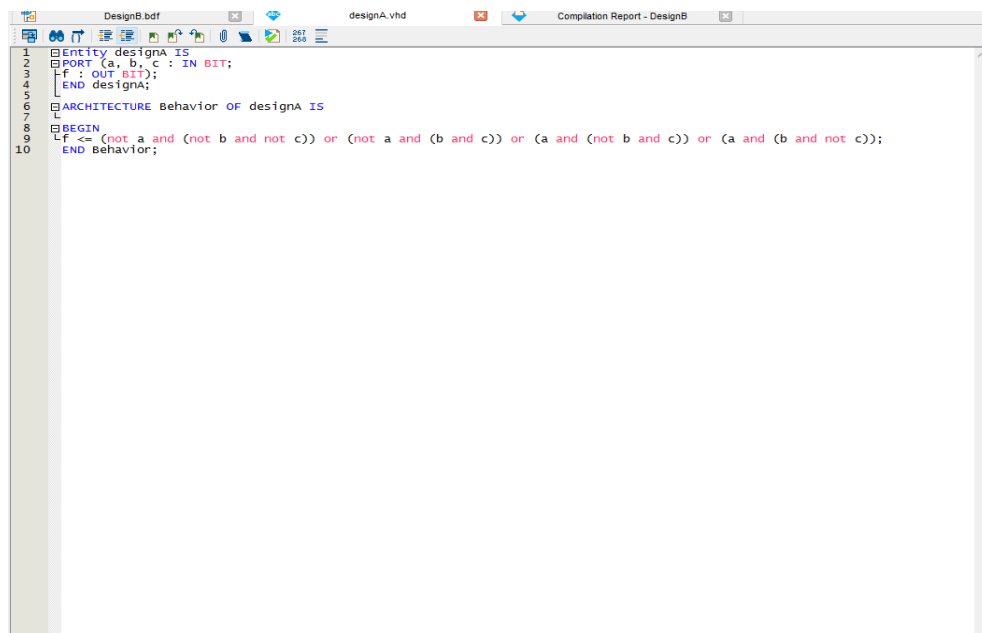 DesignB.bdf designA.vhd Compilation Report - DesignB
abc
267
268
1 Entity designA IS
2 PORT (a, b, c : IN BIT;
3 f : OUT BIT);
4 END designA;
5
6 ARCHITECTURE Behavior OF designA IS
7
8 BEGIN
9 f <= (not a and (not b and not c)) or (not a and (b and c)) or (a and (not b and c)) or (a and (b and not c));
10 END Behavior;